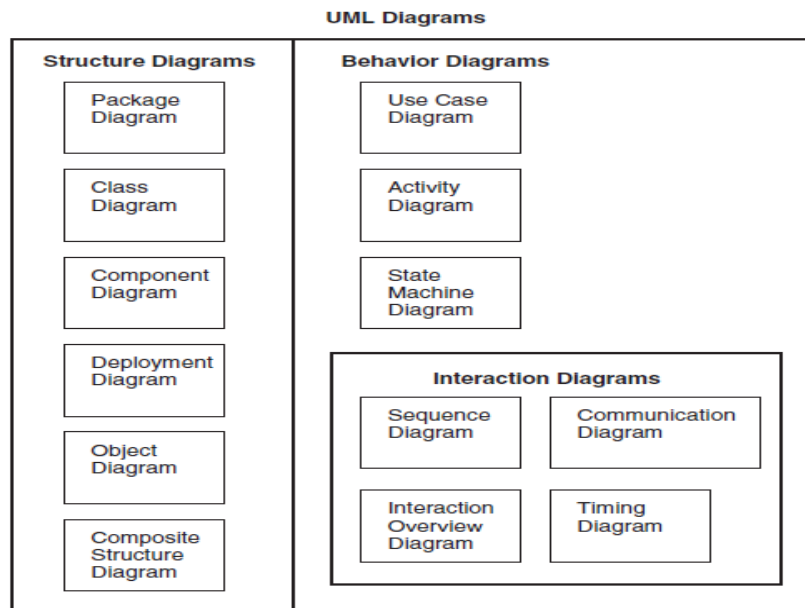 UML Diagrams
Structure Diagrams
Package
Diagram
Class
Diagram
Component
Diagram
Deployment
Diagram
Object
Diagram
Composite
Structure
Diagram
Behavior Diagrams
Use Case
Diagram
Activity
Diagram
State
Machine
Diagram
Interaction Diagrams
Sequence
Diagram
Communication
Diagram
Interaction
Overview
Diagram
Timing
Diagram